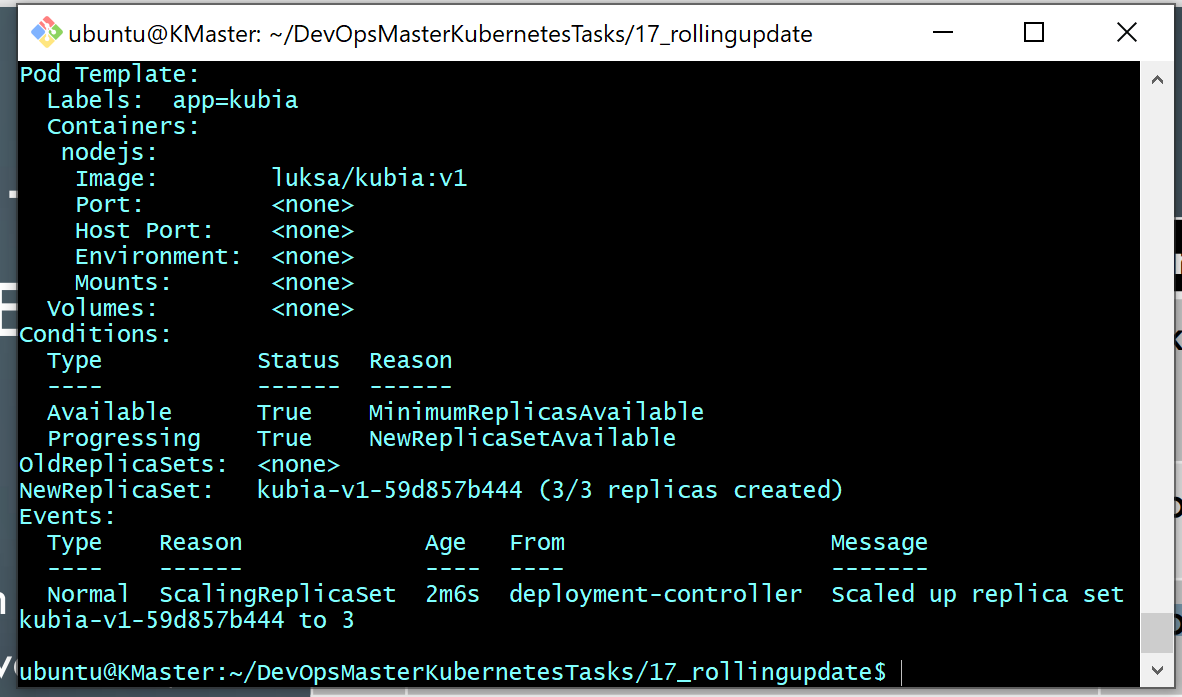 ubuntu@KMaster: ~/DevOpsMasterKubernetesTasks/17_rollingupdate
Pod Template:
  Labels:  app=kubia
  Containers:
   nodejs:
    Image:        luksa/kubia:v1
    Port:         <none>
    Host Port:    <none>
    Environment:  <none>
    Mounts:       <none>
  Volumes:        <none>
Conditions:
  Type           Status  Reason
  ----           ------  ------
  Available      True    MinimumReplicasAvailable
  Progressing    True    NewReplicaSetAvailable
OldReplicaSets:  <none>
NewReplicaSet:   kubia-v1-59d857b444 (3/3 replicas created)
Events:
  Type    Reason             Age   From                   Message
  ----    ------             ----  ----                   -------
  Normal  ScalingReplicaSet  2m6s  deployment-controller  Scaled up replica set
kubia-v1-59d857b444 to 3
ubuntu@KMaster:~/DevOpsMasterKubernetesTasks/17_rollingupdate$